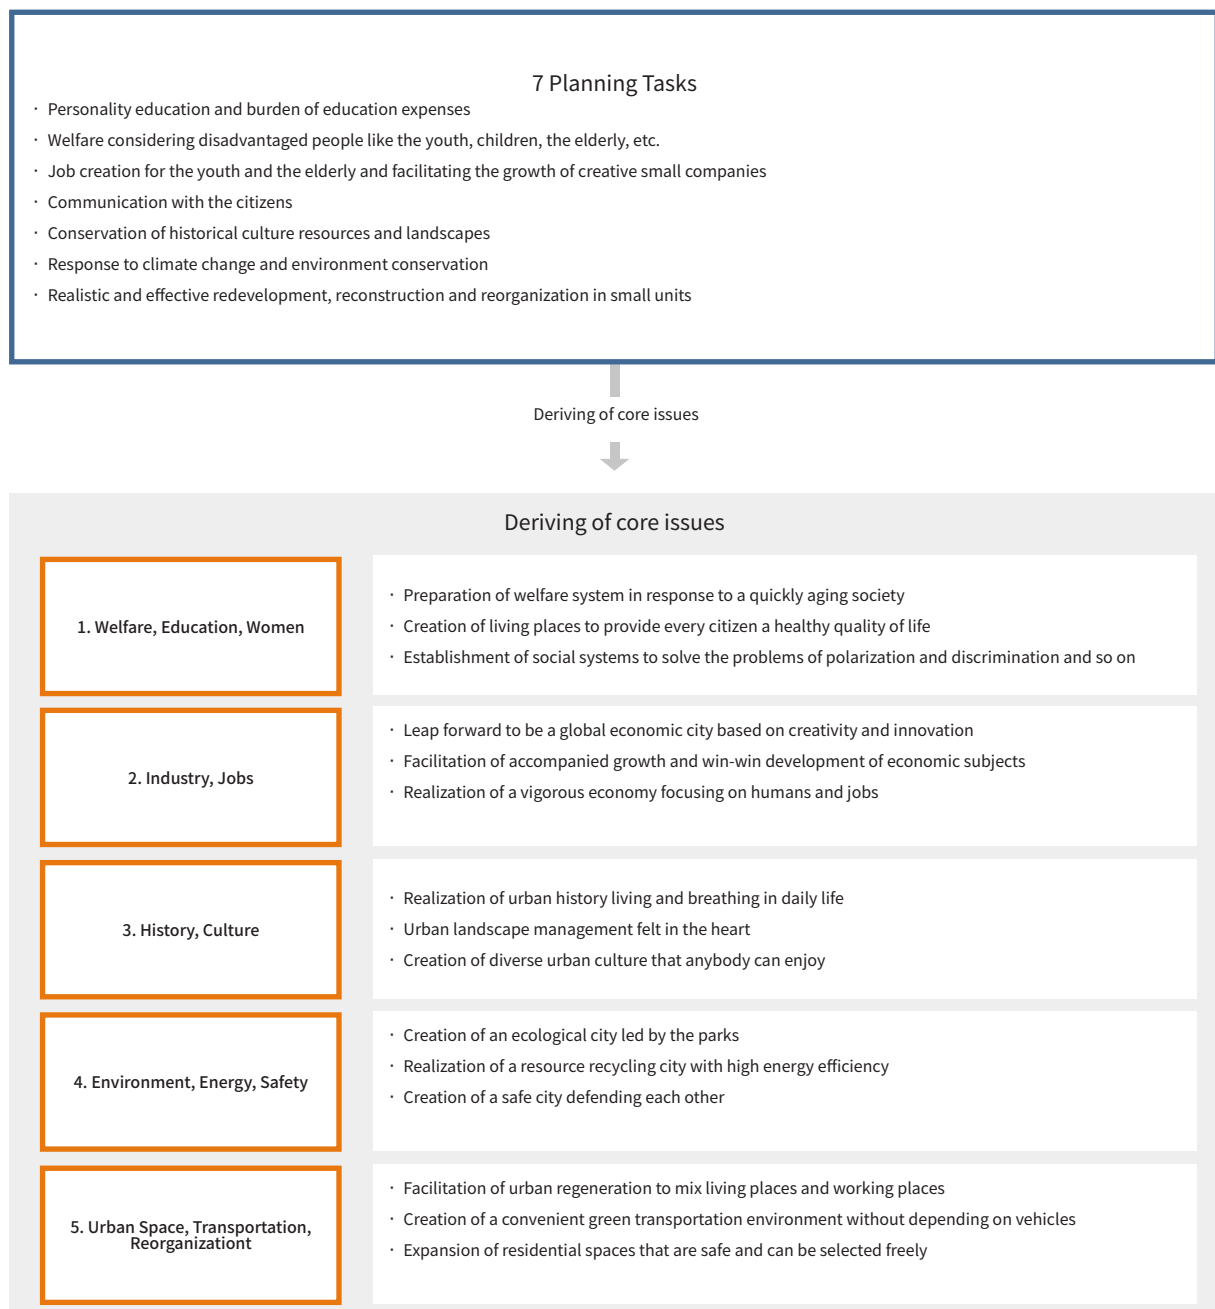 7 Planning Tasks
· Personality education and burden of education expenses
· Welfare considering disadvantaged people like the youth, children, the elderly, etc.
· Job creation for the youth and the elderly and facilitating the growth of creative small companies
· Communication with the citizens
· Conservation of historical culture resources and landscapes
· Response to climate change and environment conservation
· Realistic and effective redevelopment, reconstruction and reorganization in small units
Deriving of core issues
Deriving of core issues
1. Welfare, Education, Women
· Preparation of welfare system in response to a quickly aging society
· Creation of living places to provide every citizen a healthy quality of life
· Establishment of social systems to solve the problems of polarization and discrimination and so on
2. Industry, Jobs
· Leap forward to be a global economic city based on creativity and innovation
· Facilitation of accompanied growth and win-win development of economic subjects
· Realization of a vigorous economy focusing on humans and jobs
3. History, Culture
· Realization of urban history living and breathing in daily life
· Urban landscape management felt in the heart
· Creation of diverse urban culture that anybody can enjoy
4. Environment, Energy, Safety
· Creation of an ecological city led by the parks
· Realization of a resource recycling city with high energy efficiency
· Creation of a safe city defending each other
5. Urban Space, Transportation,
Reorganizationt
· Facilitation of urban regeneration to mix living places and working places
· Creation of a convenient green transportation environment without depending on vehicles
· Expansion of residential spaces that are safe and can be selected freely